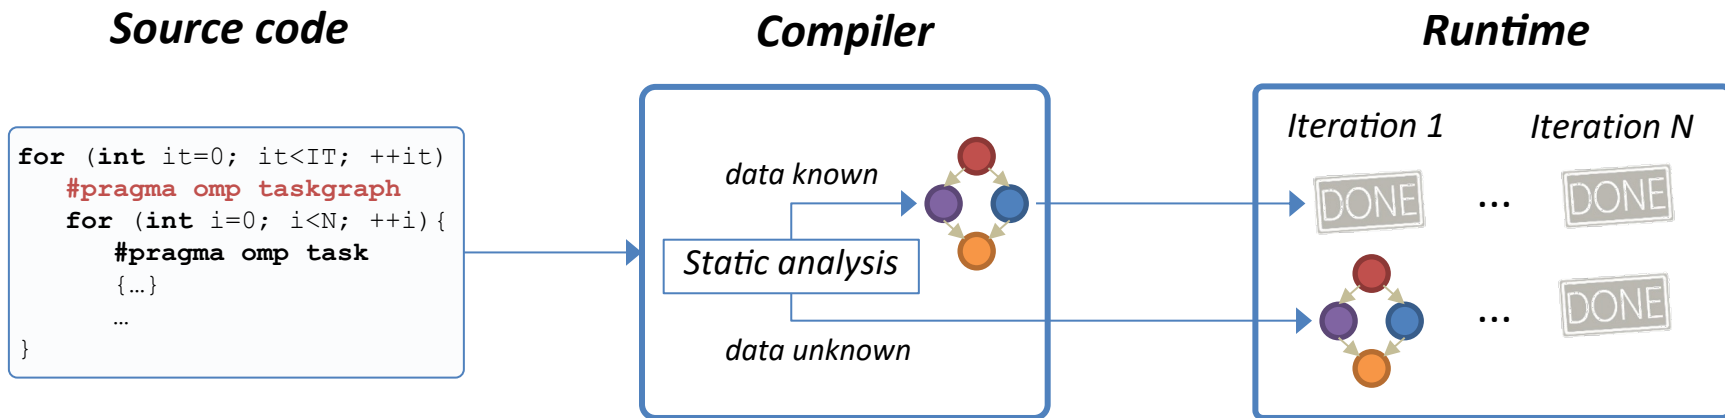 Source code
Compiler
Runtime
for (int it=0; it<IT; ++it)
#pragma omp taskgraph
for (int i=0; i<N; ++i){
#pragma omp task
{…}
…
}
data known
Static analysis
data unknown
Iteration 1
Iteration N
DONE
...
DONE
...
DONE